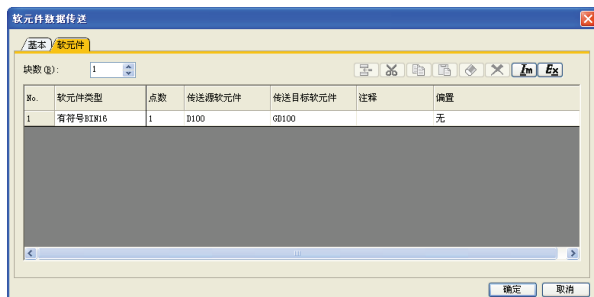 软元件数据传送
基本 软元件
块数(B): 1 Im Ex
No. 软元件类型 点数 传送源软元件 传送目标软元件 注释 偏置
1 有符号BIN16 1 D100 GD100 无
确定 取消